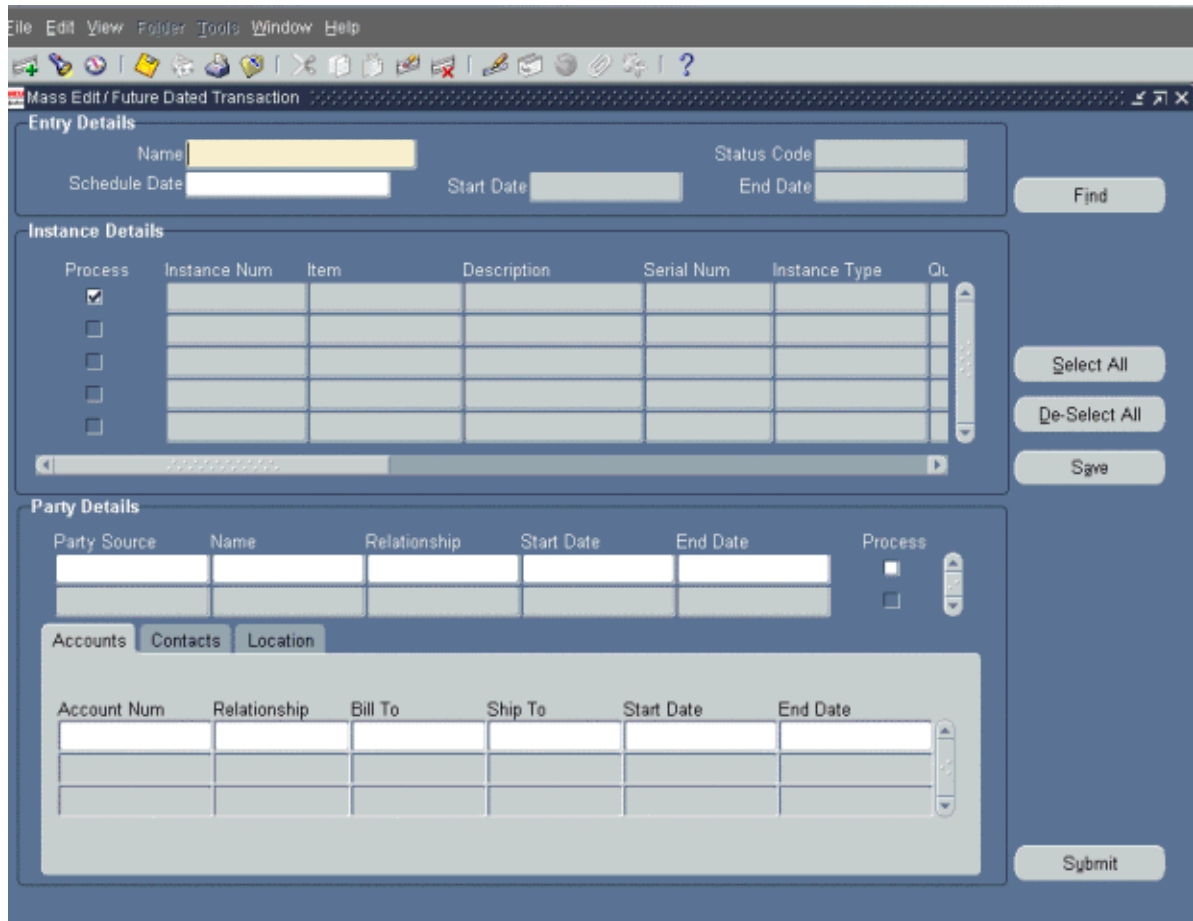 File Edit View Folder Tools Window Help
Mass Edit / Future Dated Transaction
Entry Details
Name Status Code
Schedule Date Start Date End Date
Find
Instance Details
Process Instance Num Item Description Serial Num Instance Type Qu
Select All
De-Select All
Save
Party Details
Party Source Name Relationship Start Date End Date Process
Accounts Contacts Location
Account Num Relationship Bill To Ship To Start Date End Date
Submit